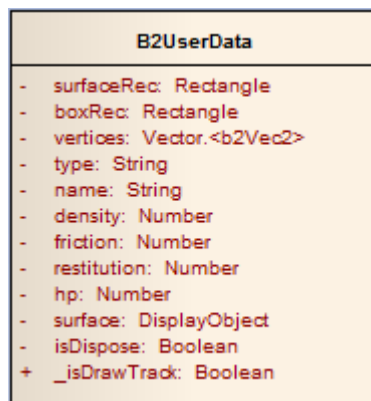 B2UserData
- surfaceRec: Rectangle
- boxRec: Rectangle
- vertices: Vector.<b2Vec2>
- type: String
- name: String
- density: Number
- friction: Number
- restitution: Number
- hp: Number
- surface: DisplayObject
- isDispose: Boolean
+ _isDrawTrack: Boolean